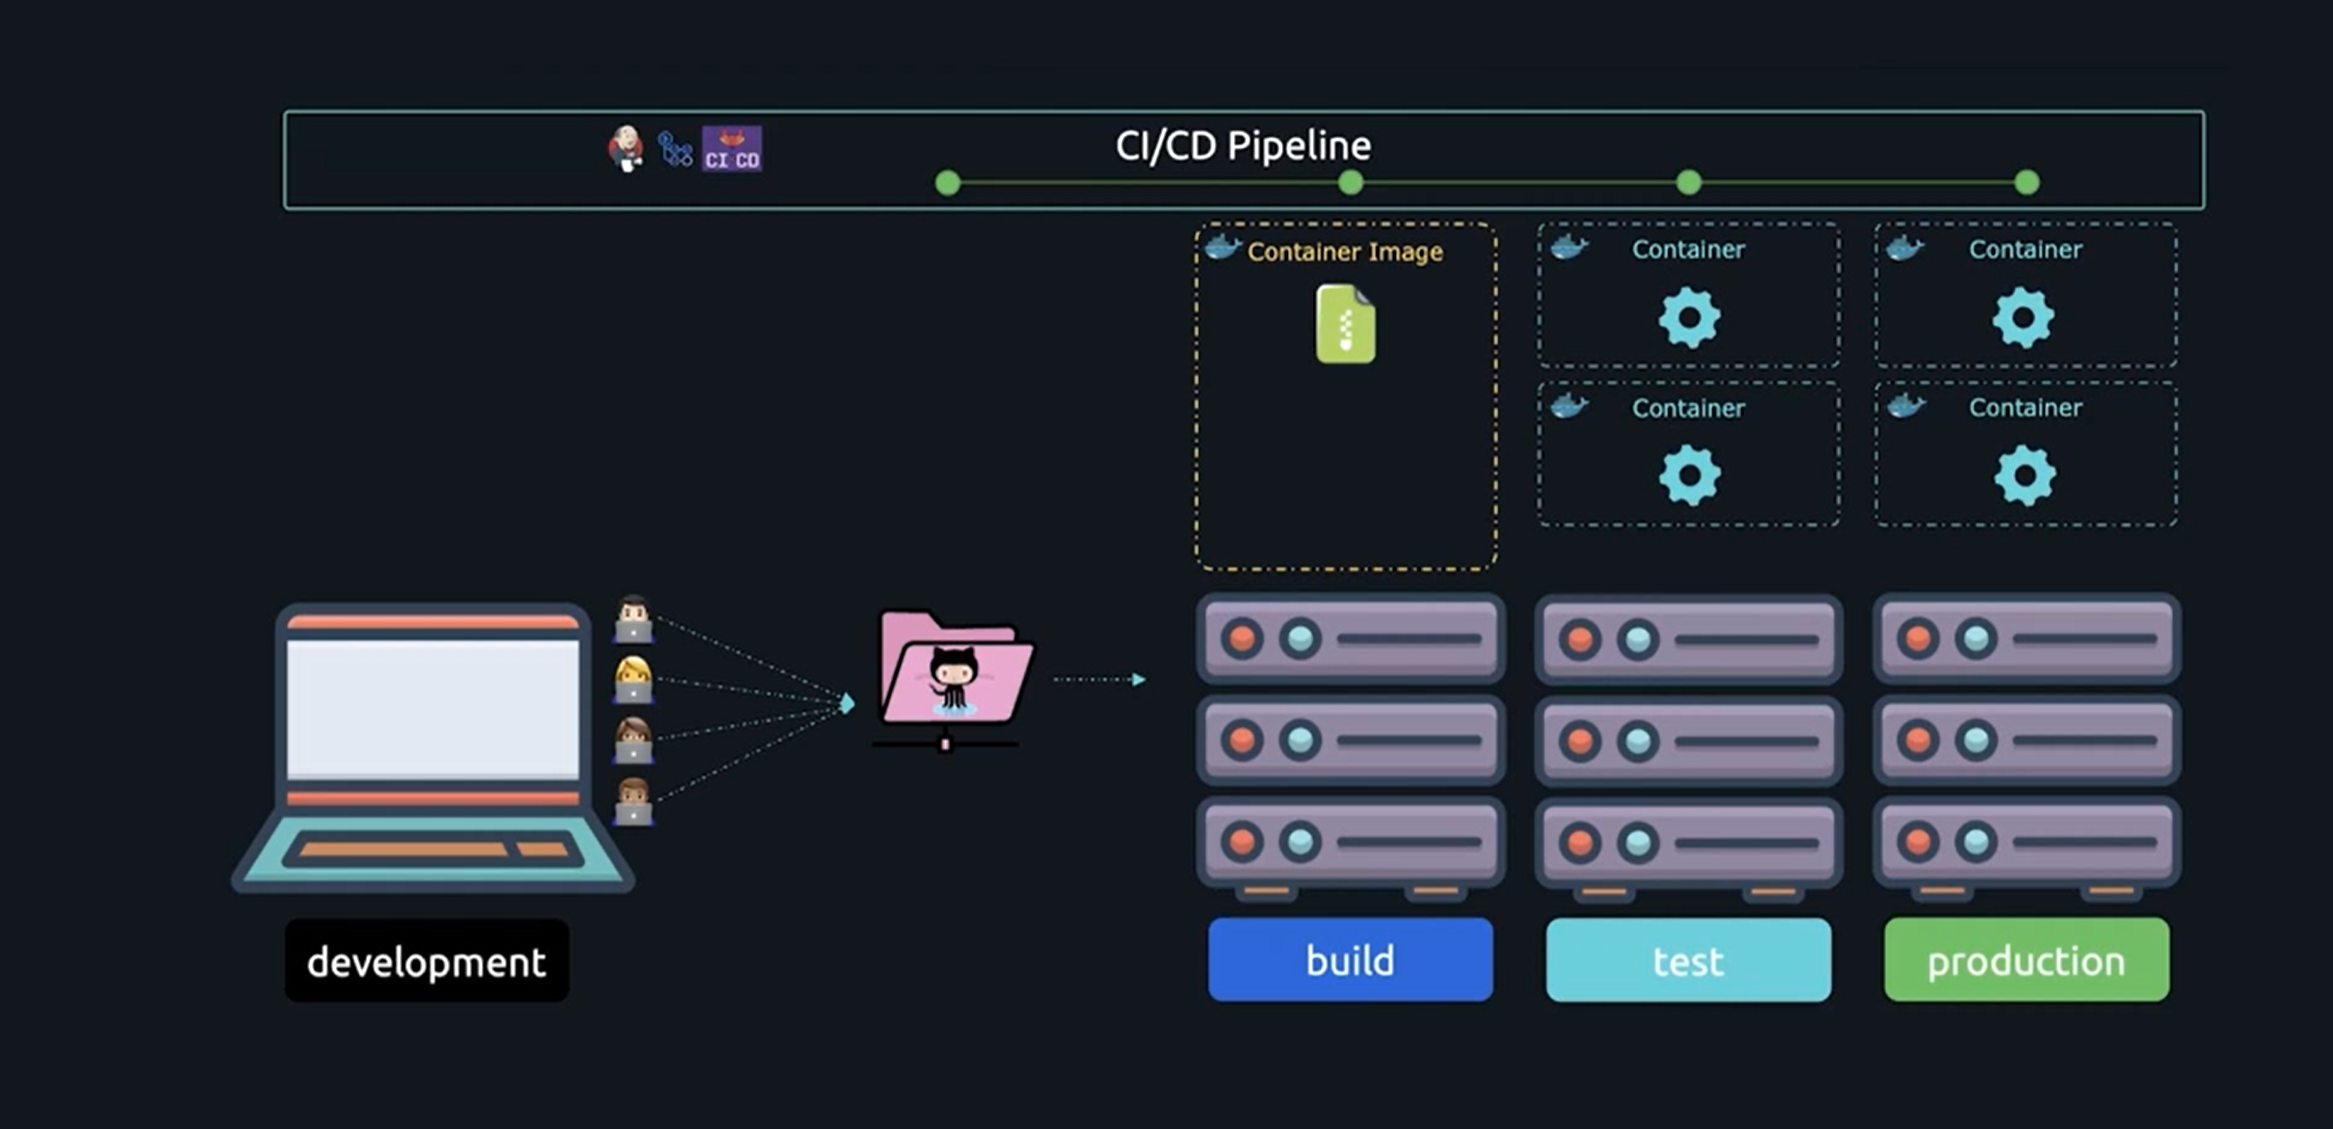 CI/CD Pipeline
CI CD
Container Image
Container
Container
Container
Container
development
build
test
production